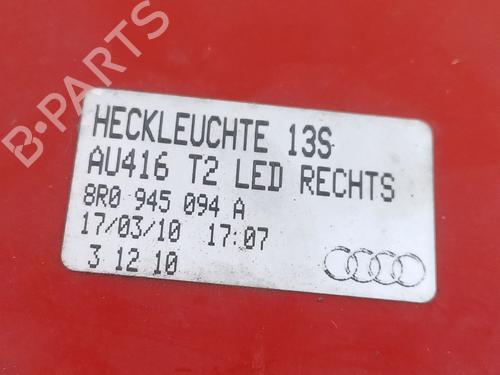 B-PARTS
HECKLEUCHTE 13S
AU416 T2 LED RECHTS
8R0 945 094 A
17/03/10 17:07
3 12 10